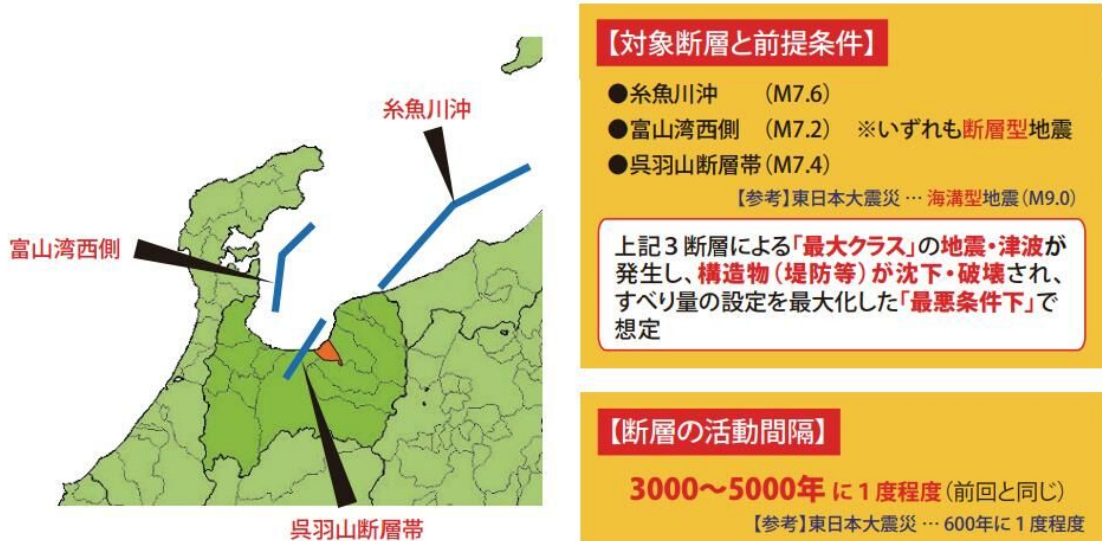 糸魚川沖
富山湾西側
呉羽山断層帯
【対象断層と前提条件】
●糸魚川沖 （M7.6）
●富山湾西側 （M7.2） ※いずれも断層型地震
●呉羽山断層帯（M7.4）
【参考】東日本大震災 … 海溝型地震（M9.0）
上記３断層による「最大クラス」の地震・津波が
発生し、構造物（堤防等）が沈下・破壊され、
すべり量の設定を最大化した「最悪条件下」で
想定
【断層の活動間隔】
3000～5000年 に１度程度（前回と同じ）
【参考】東日本大震災 … 600年に１度程度